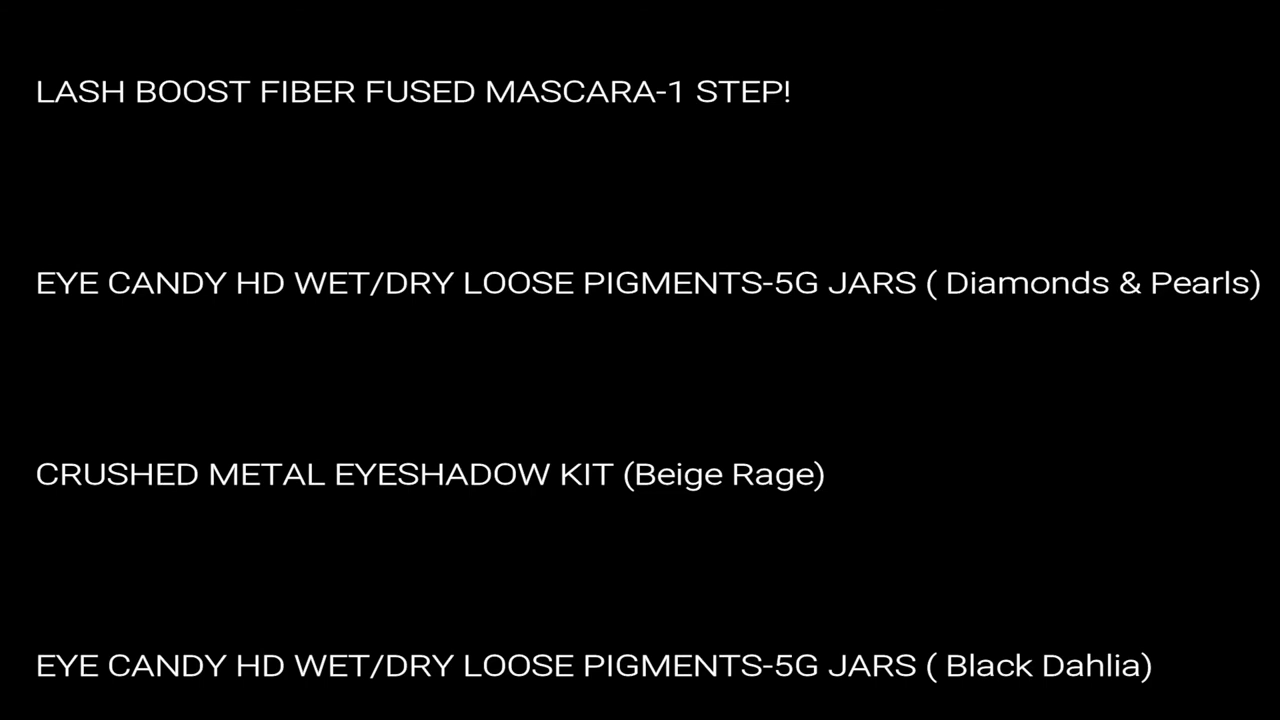 LASH BOOST FIBER FUSED MASCARA-1 STEP!
EYE CANDY HD WET/DRY LOOSE PIGMENTS-5G JARS ( Diamonds & Pearls)
CRUSHED METAL EYESHADOW KIT (Beige Rage)
EYE CANDY HD WET/DRY LOOSE PIGMENTS-5G JARS ( Black Dahlia)